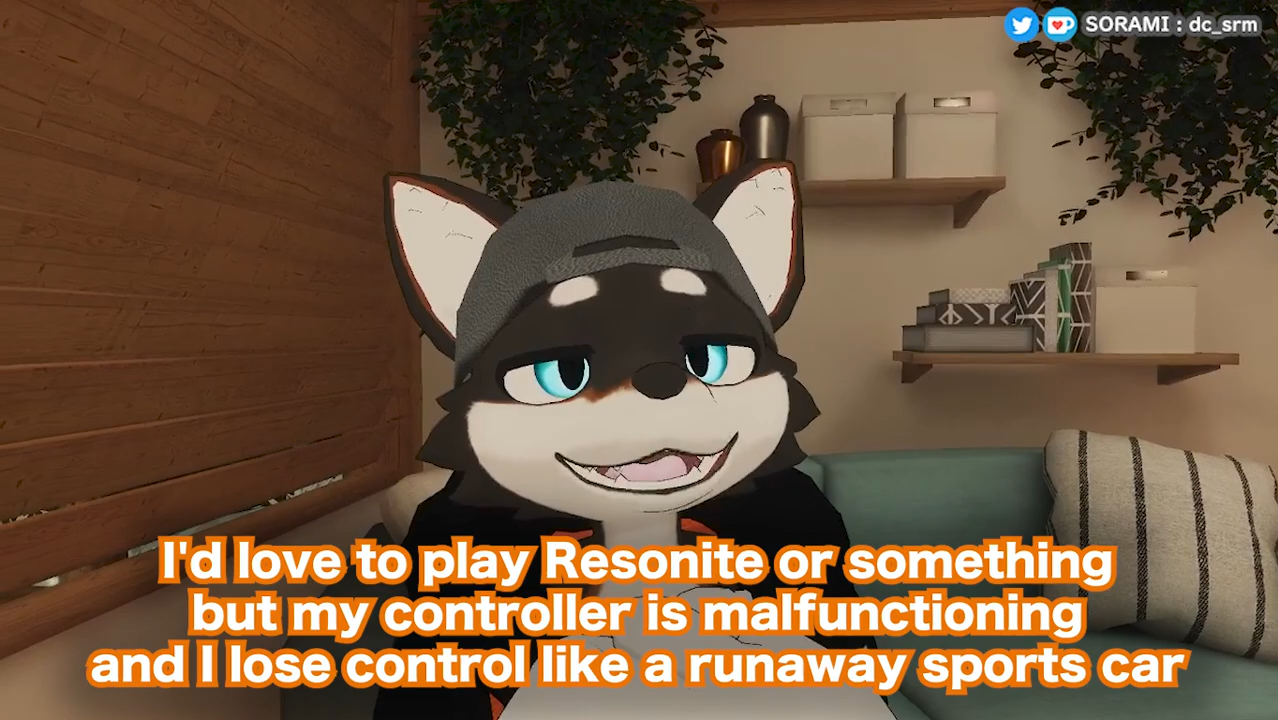 SORAMI : dc_srm
I'd love to play Resonite or something
but my controller is malfunctioning
and I lose control like a runaway sports car